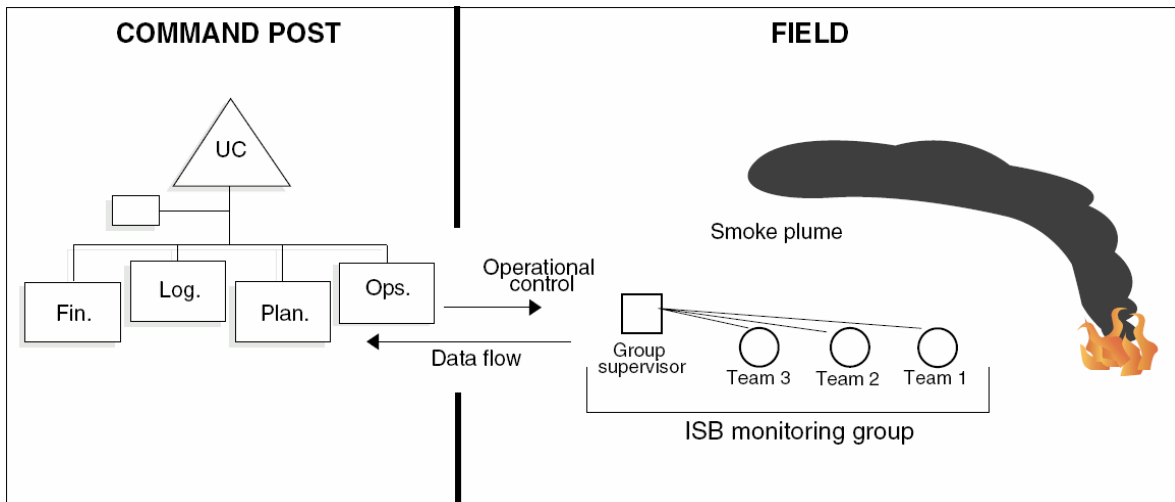 COMMAND POST
FIELD
UC
Fin.
Log.
Plan.
Ops.
Operational
control
Data flow
Smoke plume
Group
supervisor
Team 3
Team 2
Team 1
ISB monitoring group